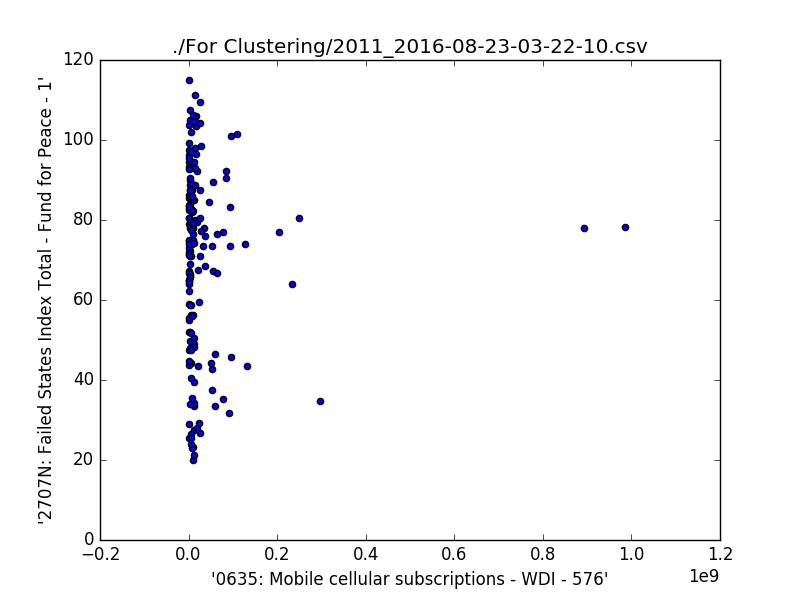 ./For Clustering/2011_2016-08-23-03-22-10.csv
120
100
80
60
40
20
0
'2707N: Failed States Index Total - Fund for Peace - 1'
−0.2 0.0 0.2 0.4 0.6 0.8 1.0 1.2
1e9
'0635: Mobile cellular subscriptions - WDI - 576'